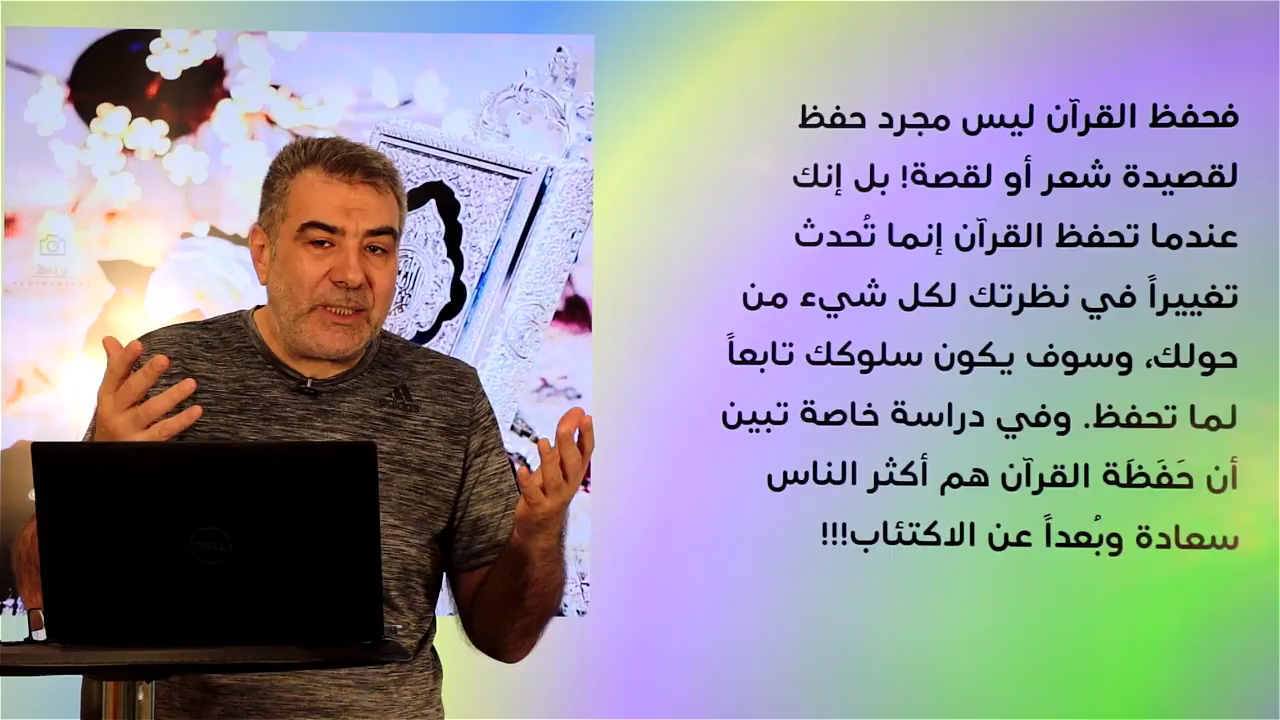 فحفظ القرآن ليس مجرد حفظ
لقصيدة شعر أو لقصة! بل إنك
عندما تحفظ القرآن إنما تُحدث
تغييراً في نظرتك لكل شيء من
حولك، وسوف يكون سلوكك تابعاً
لما تحفظ. وفي دراسة خاصة تبين
أن حَفَظَة القرآن هم أكثر الناس
سعادة وبُعداً عن الاكتئاب!!!
adidas
DELL